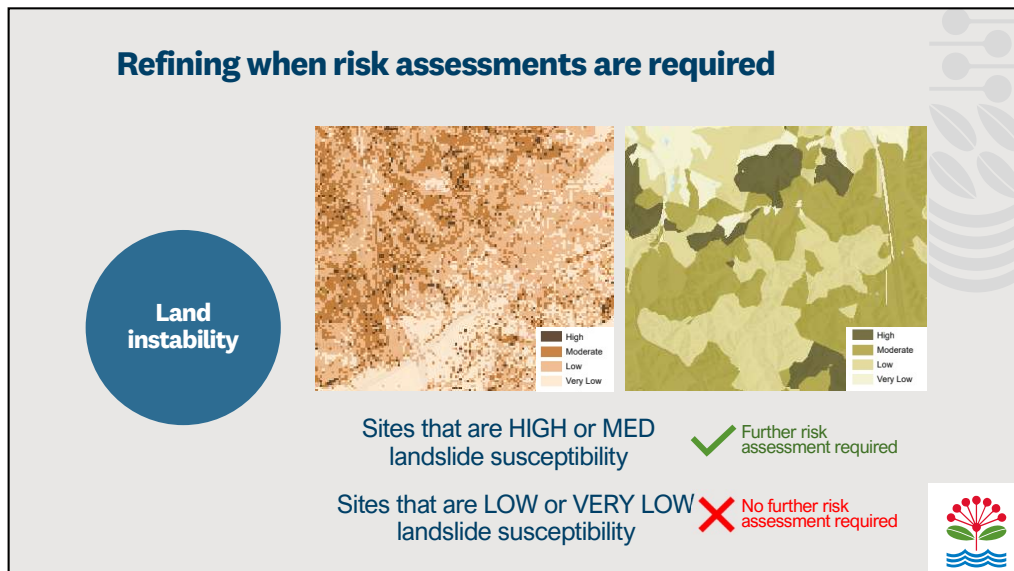 Refining when risk assessments are required
Land
instability
High
Moderate
Low
Very Low
High
Moderate
Low
Very Low
Sites that are HIGH or MED
landslide susceptibility
Further risk
assessment required
Sites that are LOW or VERY LOW
landslide susceptibility
No further risk
assessment required